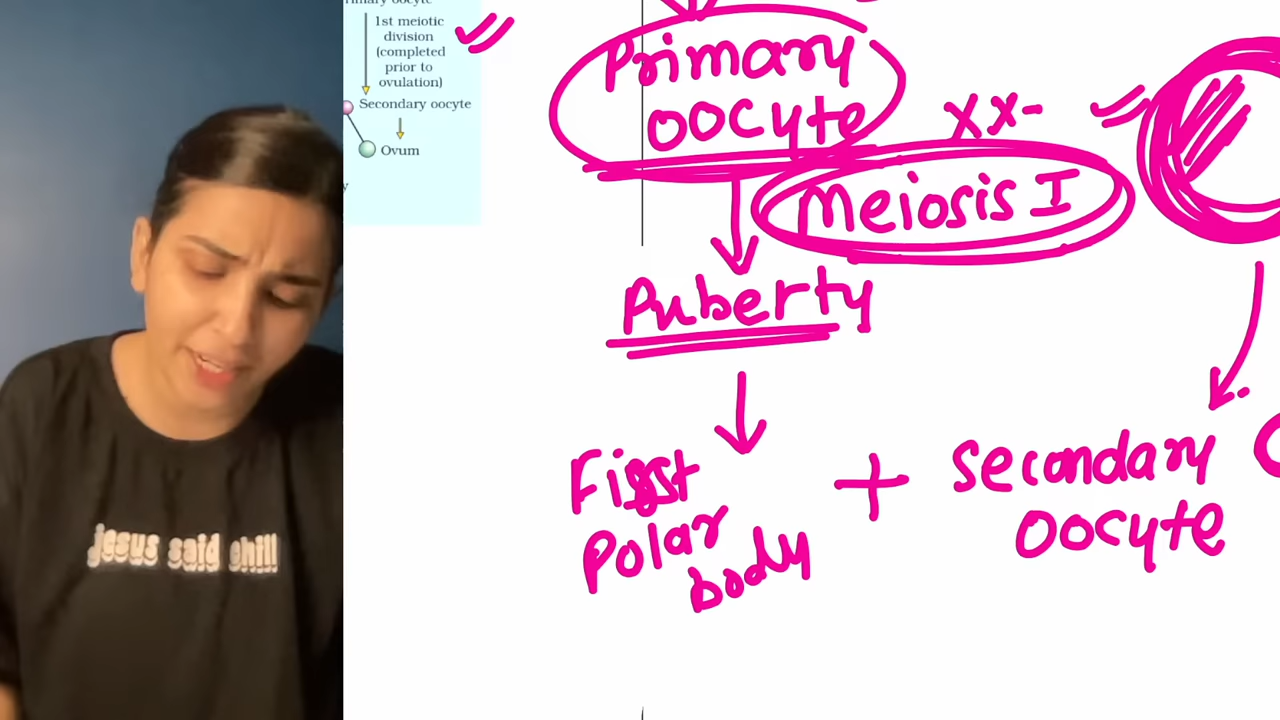 1st meiotic
division
(completed
prior to
ovulation)
Secondary oocyte
Ovum
Primary
oocyte
XX-
Meiosis I
Puberty
First
Polar
body
+
Secondary
oocyte
jesus said chill